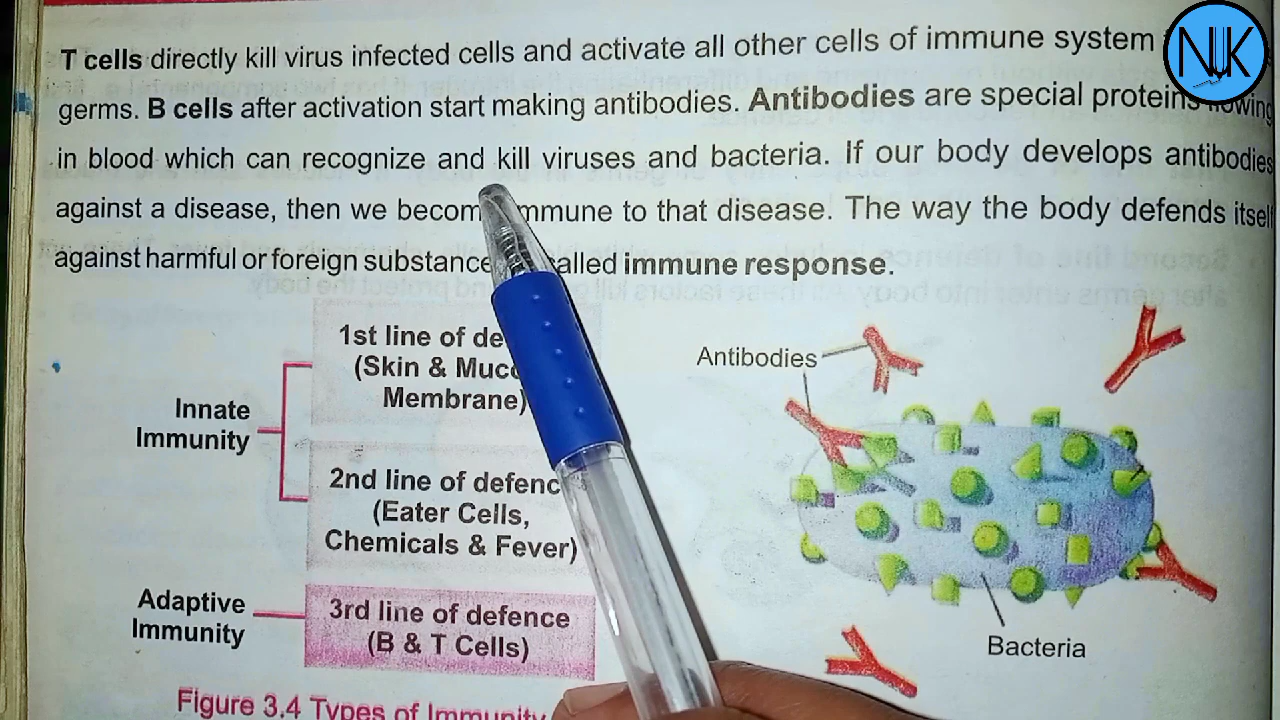 T cells directly kill virus infected cells and activate all other cells of immune system
germs. B cells after activation start making antibodies. Antibodies are special proteins
in blood which can recognize and kill viruses and bacteria. If our body develops antibodies
against a disease, then we becom mmune to that disease. The way the body defends itself
against harmful or foreign substance called immune response.
1st line of de
(Skin & Muc
Membrane)
Innate
Immunity
2nd line of defenc
(Eater Cells,
Chemicals & Fever)
Adaptive
Immunity
3rd line of defence
(B & T Cells)
Figure 3.4 Types of Immunity
Antibodies
Bacteria
NJK